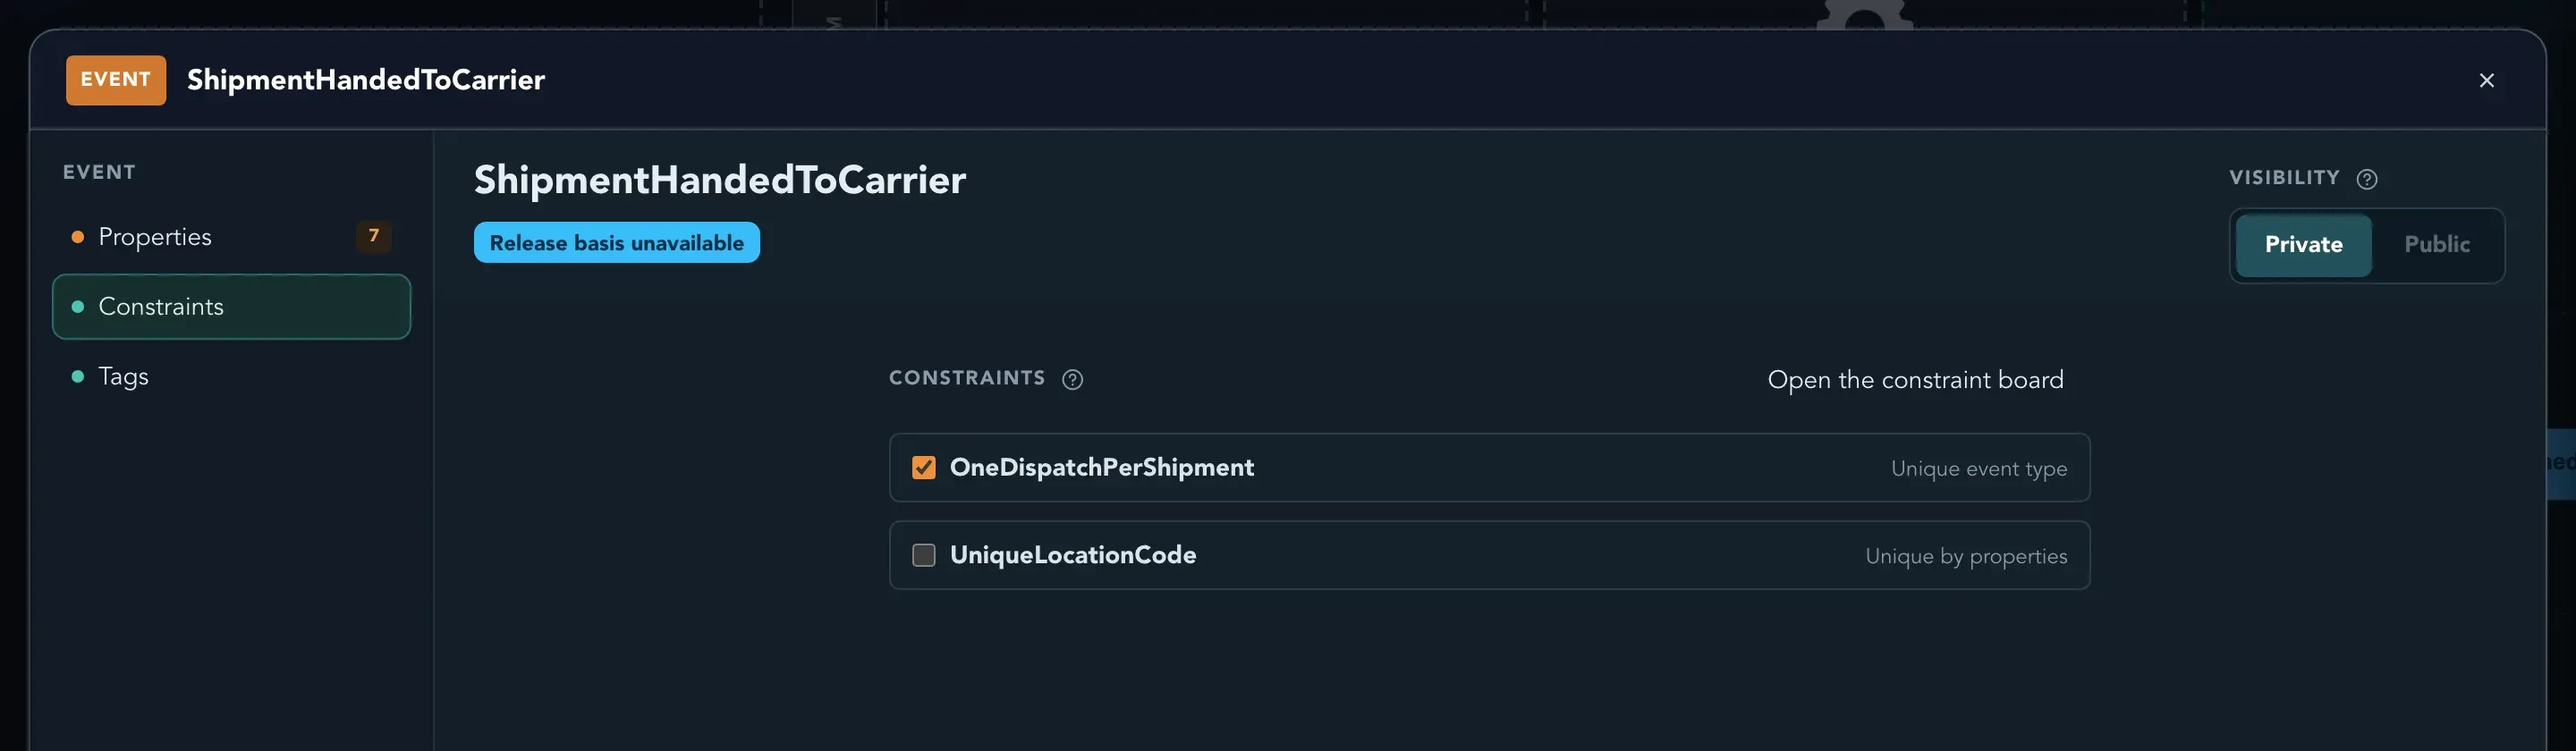 EVENT ShipmentHandedToCarrier ×
EVENT
Properties 7
Constraints
Tags
ShipmentHandedToCarrier
Release basis unavailable
VISIBILITY ?
Private Public
CONSTRAINTS ? Open the constraint board
OneDispatchPerShipment Unique event type
UniqueLocationCode Unique by properties